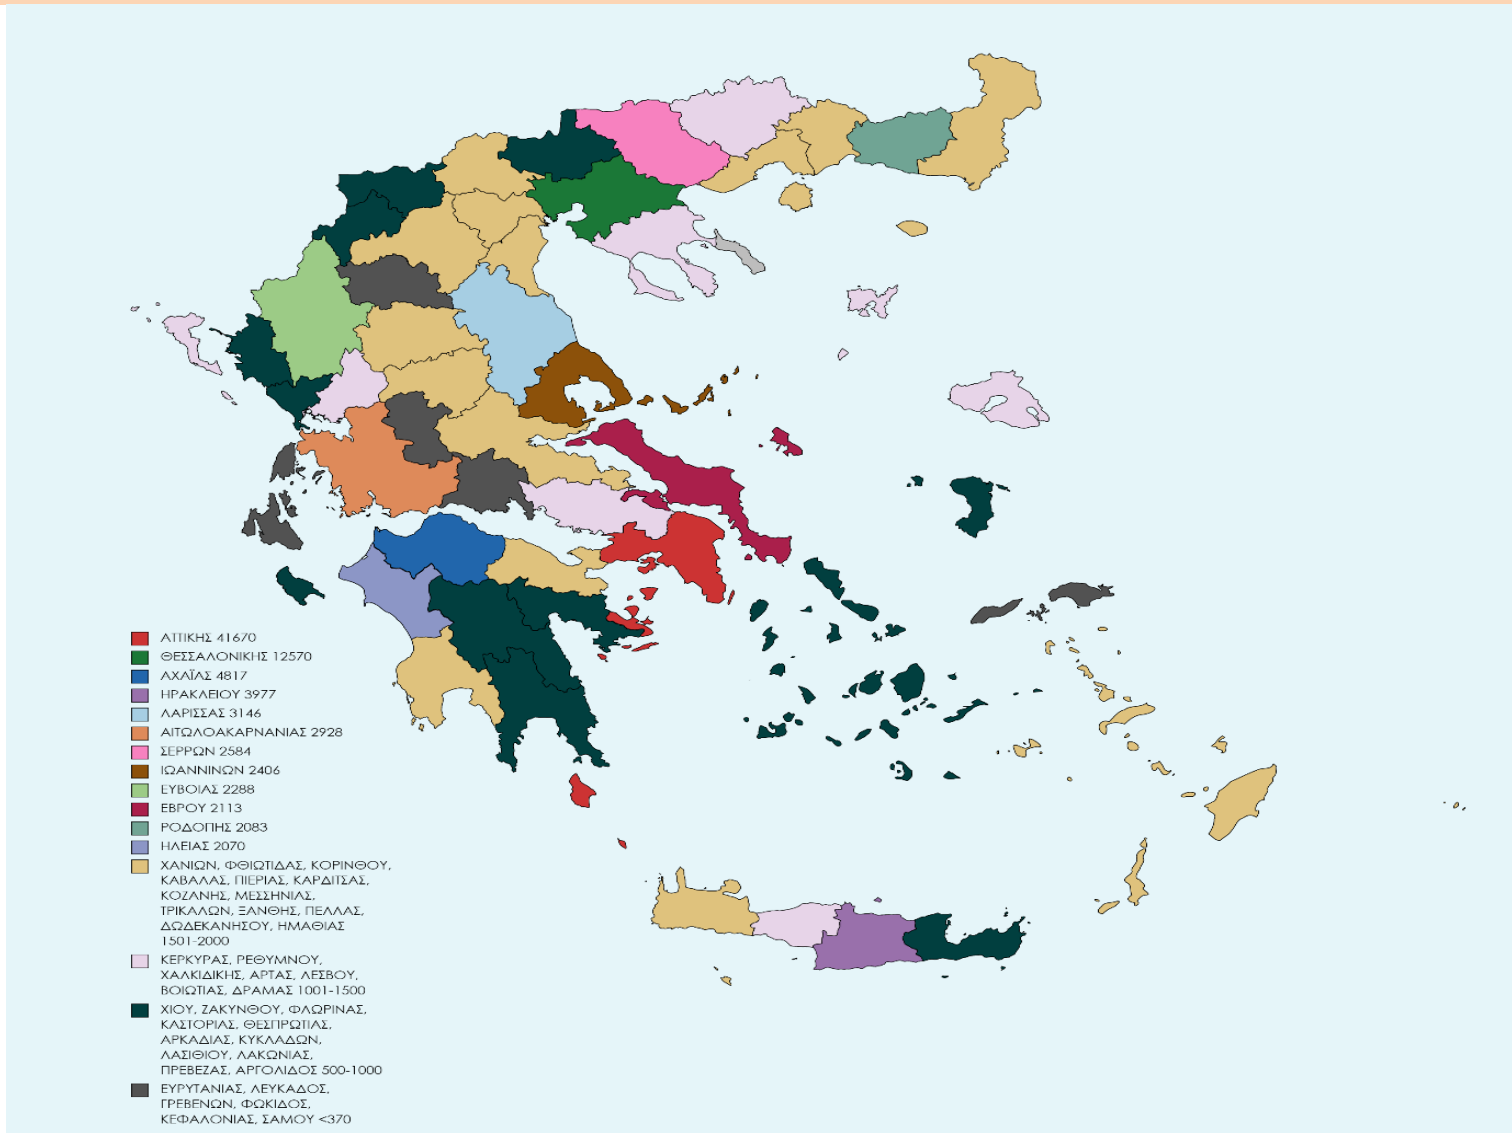 ΑΤΤΙΚΗΣ 41670
ΘΕΣΣΑΛΟΝΙΚΗΣ 12570
ΑΧΑΪΑΣ 4817
ΗΡΑΚΛΕΙΟΥ 3977
ΛΑΡΙΣΣΑΣ 3146
ΑΙΤΩΛΟΑΚΑΡΝΑΝΙΑΣ 2928
ΣΕΡΡΩΝ 2584
ΙΩΑΝΝΙΝΩΝ 2406
ΕΥΒΟΙΑΣ 2288
ΕΒΡΟΥ 2113
ΡΟΔΟΠΗΣ 2083
ΗΛΕΙΑΣ 2070
ΧΑΝΙΩΝ, ΦΘΙΩΤΙΔΑΣ, ΚΟΡΙΝΘΟΥ,
ΚΑΒΑΛΑΣ, ΠΙΕΡΙΑΣ, ΚΑΡΔΙΤΣΑΣ,
ΚΟΖΑΝΗΣ, ΜΕΣΣΗΝΙΑΣ,
ΤΡΙΚΑΛΩΝ, ΞΑΝΘΗΣ, ΠΕΛΛΑΣ,
ΔΩΔΕΚΑΝΗΣΟΥ, ΗΜΑΘΙΑΣ
1501-2000
ΚΕΡΚΥΡΑΣ, ΡΕΘΥΜΝΟΥ,
ΧΑΛΚΙΔΙΚΗΣ, ΑΡΤΑΣ, ΛΕΣΒΟΥ,
ΒΟΙΩΤΙΑΣ, ΔΡΑΜΑΣ 1001-1500
ΧΙΟΥ, ΖΑΚΥΝΘΟΥ, ΦΛΩΡΙΝΑΣ,
ΚΑΣΤΟΡΙΑΣ, ΘΕΣΠΡΩΤΙΑΣ,
ΑΡΚΑΔΙΑΣ, ΚΥΚΛΑΔΩΝ,
ΛΑΣΙΘΙΟΥ, ΛΑΚΩΝΙΑΣ,
ΠΡΕΒΕΖΑΣ, ΑΡΓΟΛΙΔΟΣ 500-1000
ΕΥΡΥΤΑΝΙΑΣ, ΛΕΥΚΑΔΟΣ,
ΓΡΕΒΕΝΩΝ, ΦΩΚΙΔΟΣ,
ΚΕΦΑΛΟΝΙΑΣ, ΣΑΜΟΥ <370